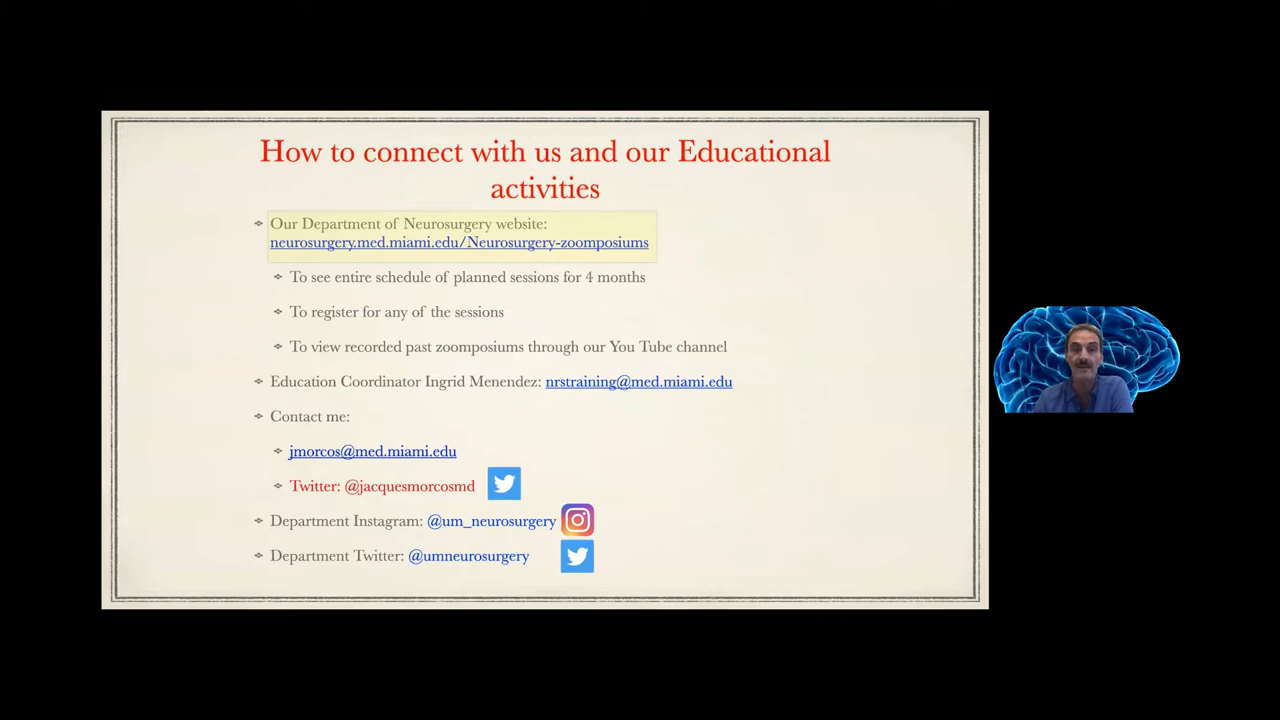 How to connect with us and our Educational
activities
Our Department of Neurosurgery website:
neurosurgery.med.miami.edu/Neurosurgery-zoomposiums
To see entire schedule of planned sessions for 4 months
To register for any of the sessions
To view recorded past zoomposiums through our You Tube channel
Education Coordinator Ingrid Menendez: nrstraining@med.miami.edu
Contact me:
jmorcos@med.miami.edu
Twitter: @jacquesmorcosmd
Department Instagram: @um_neurosurgery
Department Twitter: @umneurosurgery